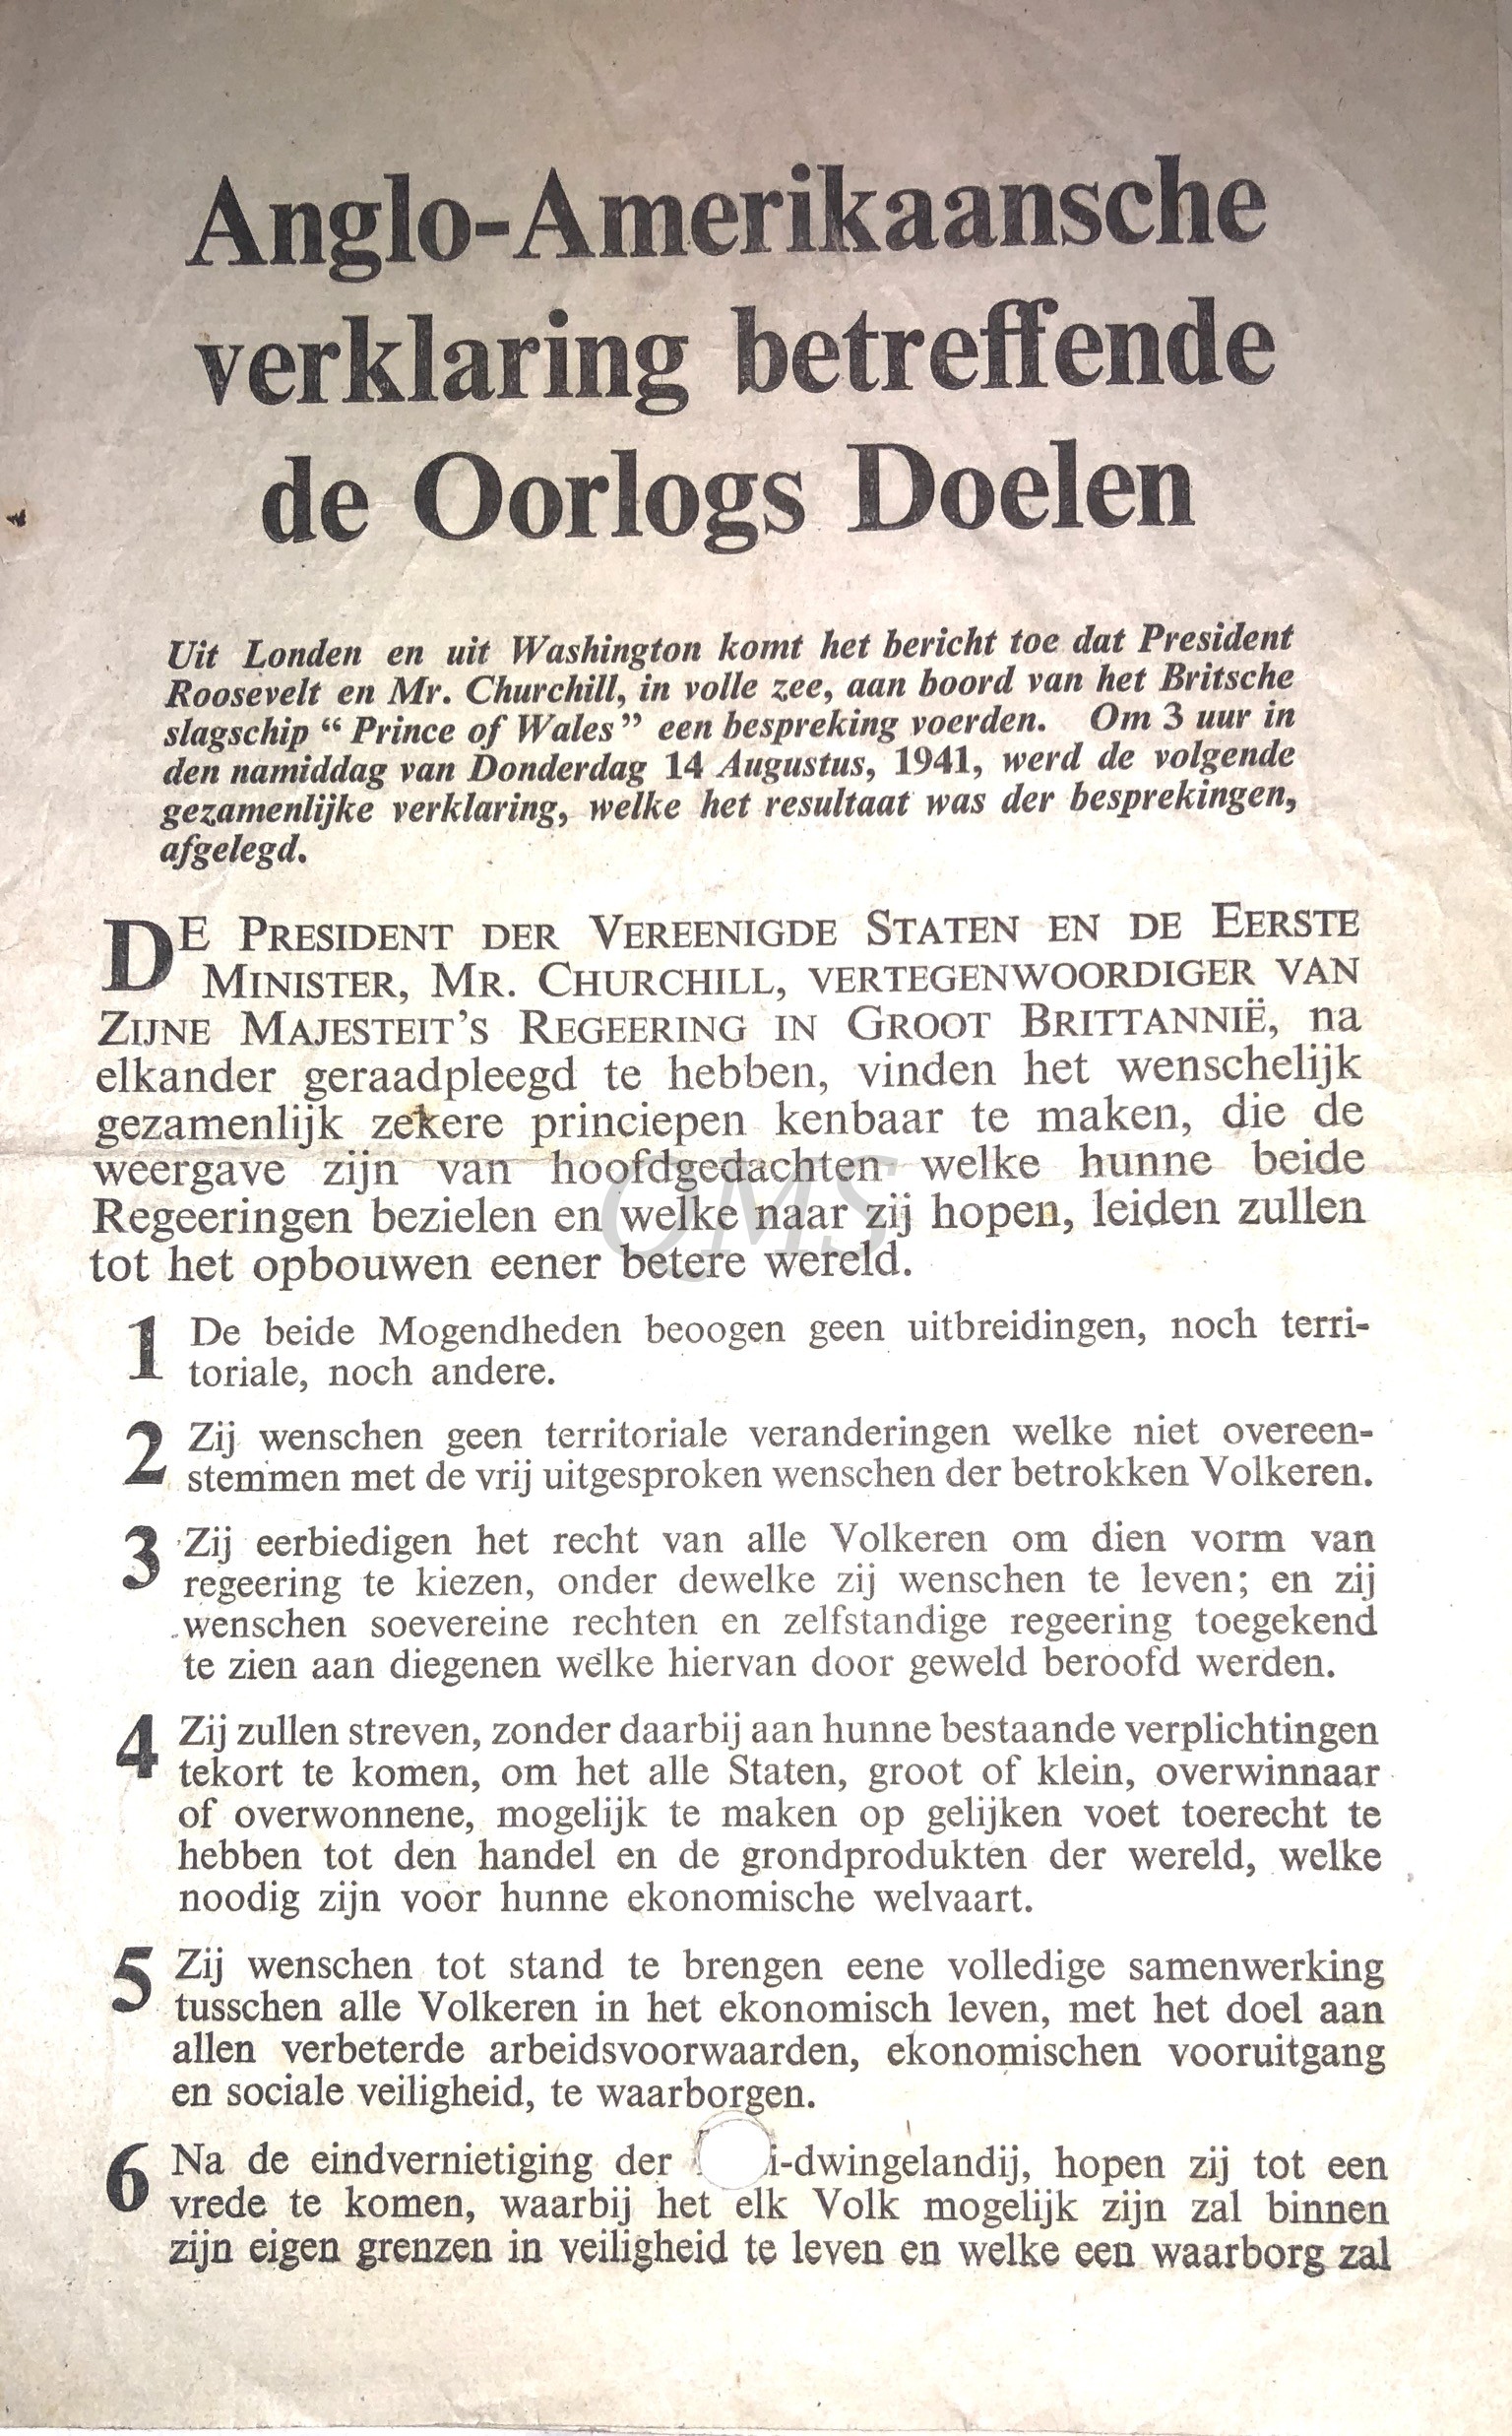 Anglo-Amerikaansche
verklaring betreffende
de Oorlogs Doelen
Uit Londen en uit Washington komt het bericht toe dat President
Roosevelt en Mr. Churchill, in volle zee, aan boord van het Britsche
slagschip “ Prince of Wales” een bespreking voerden. Om 3 uur in
den namiddag van Donderdag 14 Augustus, 1941, werd de volgende
gezamenlijke verklaring, welke het resultaat was der besprekingen,
afgelegd.
DE PRESIDENT DER VEREENIGDE STATEN EN DE EERSTE
MINISTER, MR. CHURCHILL, VERTEGENWOORDIGER VAN
ZIJNE MAJESTEIT’S REGEERING IN GROOT BRITTANNIË, na
elkander geraadpleegd te hebben, vinden het wenschelijk
gezamenlijk zekere princiepen kenbaar te maken, die de
weergave zijn van hoofdgedachten welke hunne beide
Regeeringen bezielen en welke naar zij hopen, leiden zullen
tot het opbouwen eener betere wereld.
QMS
1 De beide Mogendheden beoogen geen uitbreidingen, noch terri-
toriale, noch andere.
2 Zij wenschen geen territoriale veranderingen welke niet overeen-
stemmen met de vrij uitgesproken wenschen der betrokken Volkeren.
3 Zij eerbiedigen het recht van alle Volkeren om dien vorm van
regeering te kiezen, onder dewelke zij wenschen te leven; en zij
wenschen soevereine rechten en zelfstandige regeering toegekend
te zien aan diegenen welke hiervan door geweld beroofd werden.
4 Zij zullen streven, zonder daarbij aan hunne bestaande verplichtingen
tekort te komen, om het alle Staten, groot of klein, overwinnaar
of overwonnene, mogelijk te maken op gelijken voet toerecht te
hebben tot den handel en de grondprodukten der wereld, welke
noodig zijn voor hunne ekonomische welvaart.
5 Zij wenschen tot stand te brengen eene volledige samenwerking
tusschen alle Volkeren in het ekonomisch leven, met het doel aan
allen verbeterde arbeidsvoorwaarden, ekonomischen vooruitgang
en sociale veiligheid, te waarborgen.
6 Na de eindvernietiging der i-dwingelandij, hopen zij tot een
vrede te komen, waarbij het elk Volk mogelijk zijn zal binnen
zijn eigen grenzen in veiligheid te leven en welke een waarborg zal